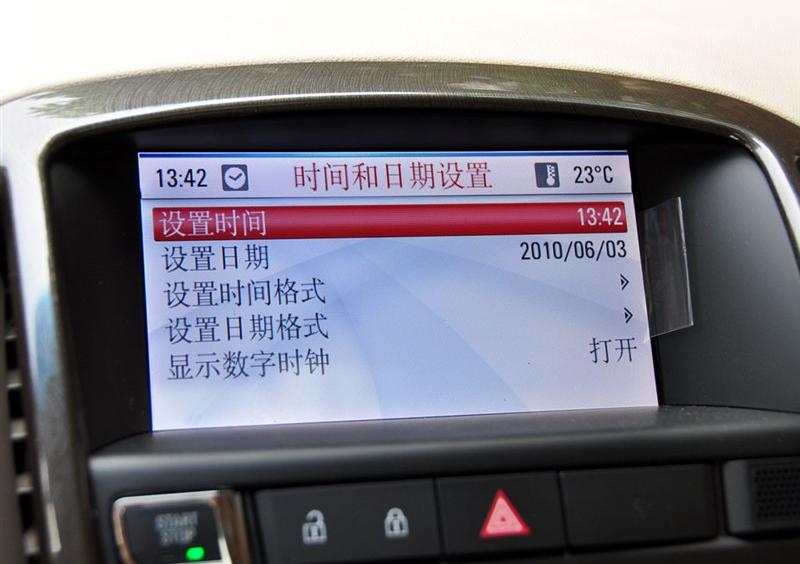 13:42 时间和日期设置 23°C
设置时间 13:42
设置日期 2010/06/03
设置时间格式
设置日期格式
显示数字时钟 打开
START
STOP